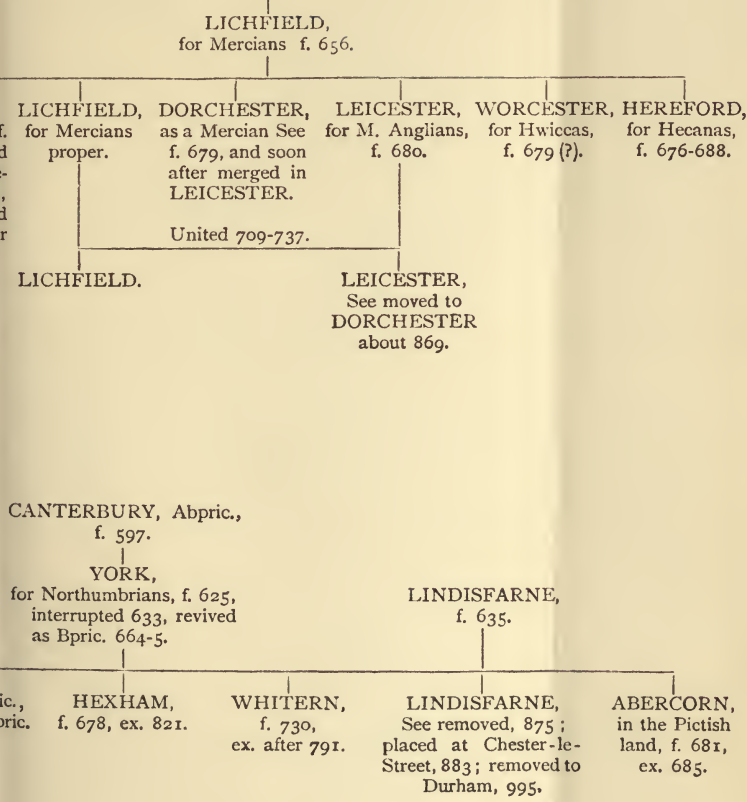 LICHFIELD,
for Mercians f. 656.
LICHFIELD,
for Mercians
proper.
DORCHESTER,
as a Mercian See
f. 679, and soon
after merged in
LEICESTER.
LEICESTER,
for M. Anglians,
f. 680.
WORCESTER,
for Hwiccas,
f. 679 (?).
HEREFORD,
for Hecanas,
f. 676-688.
f.
d
e-
,
d
r
United 709-737.
LICHFIELD.
LEICESTER,
See moved to
DORCHESTER
about 869.
CANTERBURY, Abpric.,
f. 597.
YORK,
for Northumbrians, f. 625,
interrupted 633, revived
as Bpric. 664-5.
LINDISFARNE,
f. 635.
ic.,
pric.
HEXHAM,
f. 678, ex. 821.
WHITERN,
f. 730,
ex. after 791.
LINDISFARNE,
See removed, 875 ;
placed at Chester-le-
Street, 883 ; removed to
Durham, 995.
ABERCORN,
in the Pictish
land, f. 681,
ex. 685.